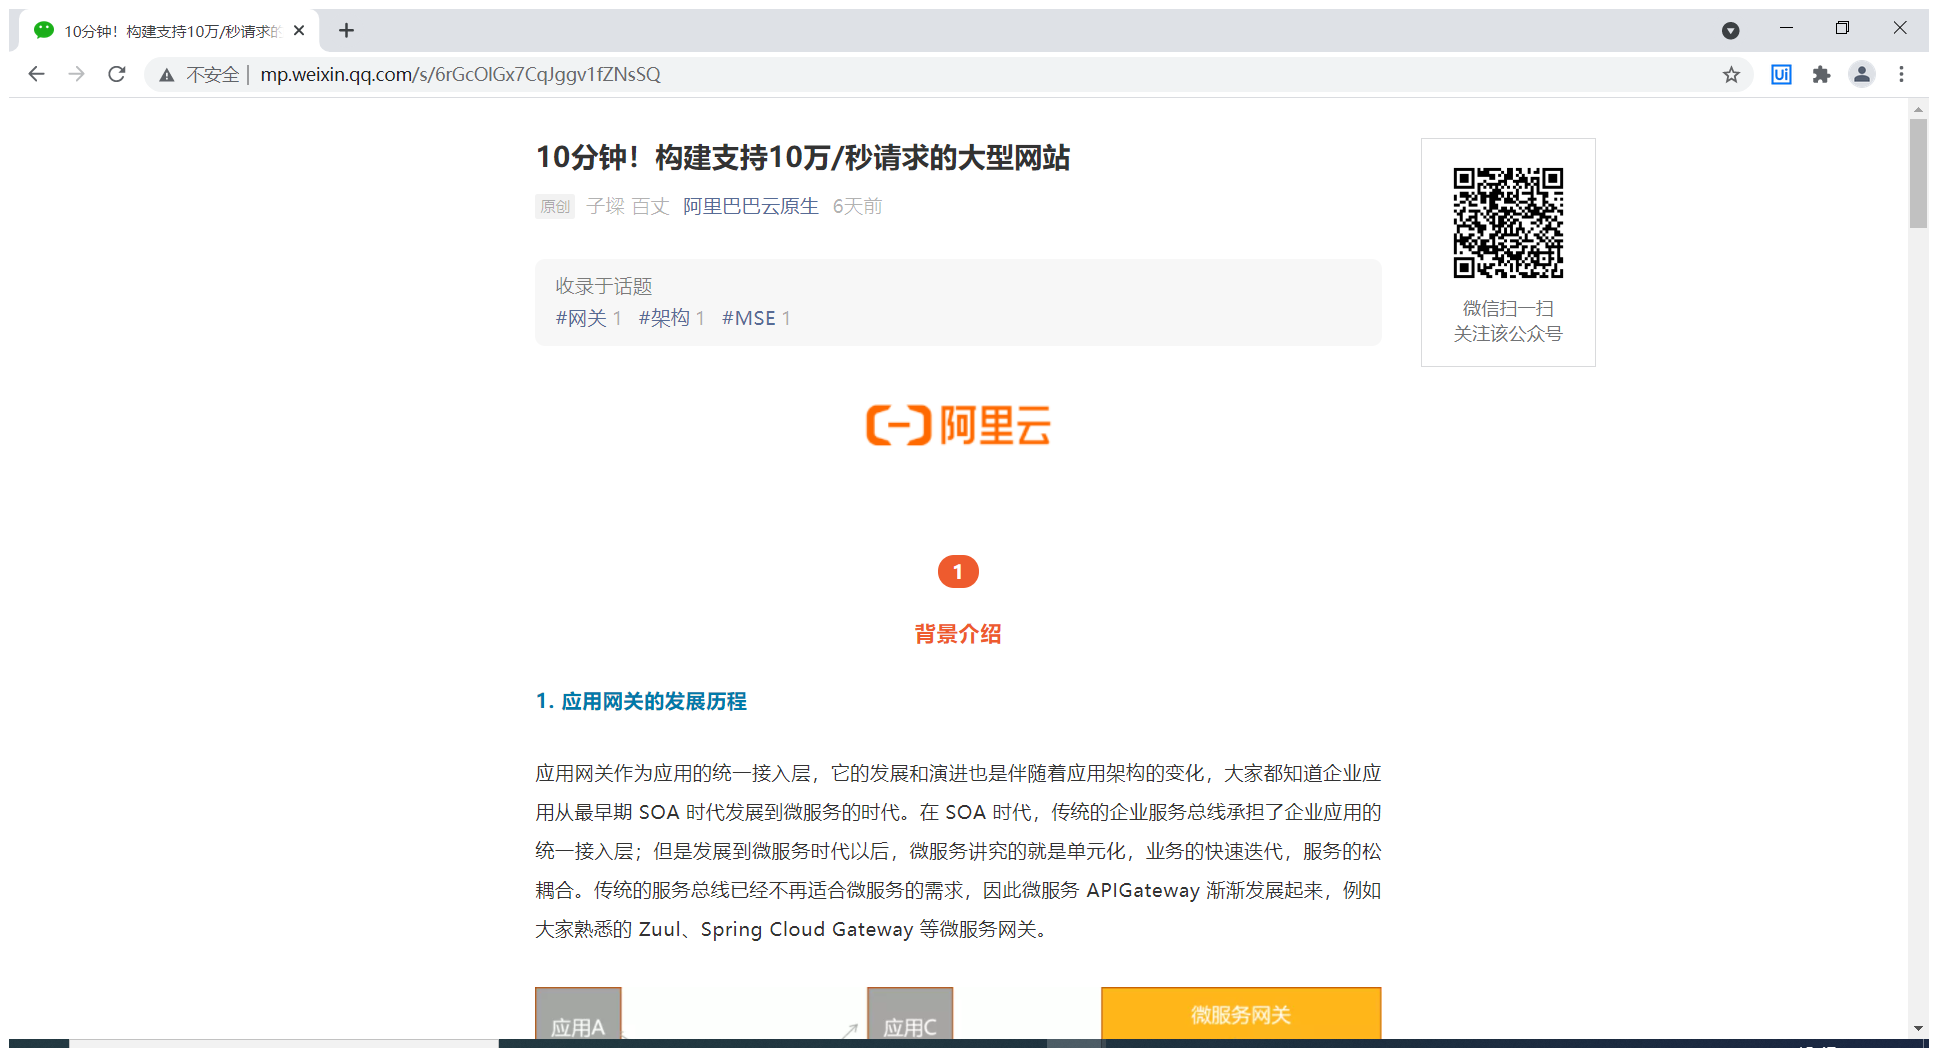 10分钟！构建支持10万/秒请求的
不安全 | mp.weixin.qq.com/s/6rGcOlGx7CqJggv1fZNsSQ
Ui
10分钟！构建支持10万/秒请求的大型网站
原创 子墚 百丈 阿里巴巴云原生 6天前
收录于话题
#网关 1 #架构 1 #MSE 1
微信扫一扫
关注该公众号
阿里云
1
背景介绍
1. 应用网关的发展历程
应用网关作为应用的统一接入层，它的发展和演进也是伴随着应用架构的变化，大家都知道企业应
用从最早期 SOA 时代发展到微服务的时代。在 SOA 时代，传统的企业服务总线承担了企业应用的
统一接入层；但是发展到微服务时代以后，微服务讲究的就是单元化，业务的快速迭代，服务的松
耦合。传统的服务总线已经不再适合微服务的需求，因此微服务 APIGateway 渐渐发展起来，例如
大家熟悉的 Zuul、Spring Cloud Gateway 等微服务网关。
应用A 应用C 微服务网关